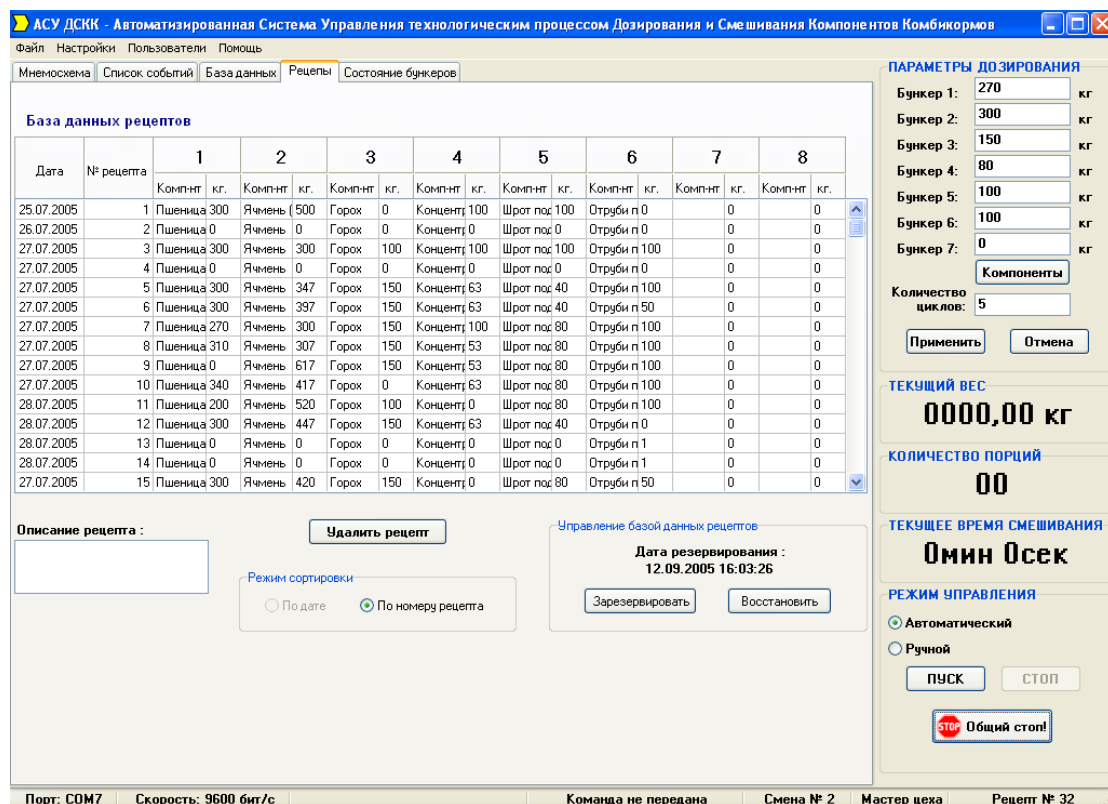 АСУ ДСКК - Автоматизированная Система Управления технологическим процессом Дозирования и Смешивания Компонентов Комбикормов
Файл Настройки Пользователи Помощь
Мнемосхема Список событий База данных Рецепы Состояние бункеров
База данных рецептов
Дата № рецепта 1 2 3 4 5 6 7 8
Комп-нт кг. Комп-нт кг. Комп-нт кг. Комп-нт кг. Комп-нт кг. Комп-нт кг. Комп-нт кг. Комп-нт кг.
25.07.2005 1 Пшеница 300 Ячмень ( 500 Горох 0 Концентр 100 Шрот под 100 Отруби п 0 0 0
26.07.2005 2 Пшеница 0 Ячмень 0 Горох 0 Концентр 0 Шрот под 0 Отруби п 0 0 0
27.07.2005 3 Пшеница 300 Ячмень 300 Горох 100 Концентр 100 Шрот под 100 Отруби п 100 0 0
27.07.2005 4 Пшеница 0 Ячмень 0 Горох 0 Концентр 0 Шрот под 0 Отруби п 0 0 0
27.07.2005 5 Пшеница 300 Ячмень 347 Горох 150 Концентр 63 Шрот под 40 Отруби п 100 0 0
27.07.2005 6 Пшеница 300 Ячмень 397 Горох 150 Концентр 63 Шрот под 40 Отруби п 50 0 0
27.07.2005 7 Пшеница 270 Ячмень 300 Горох 150 Концентр 100 Шрот под 80 Отруби п 100 0 0
27.07.2005 8 Пшеница 310 Ячмень 307 Горох 150 Концентр 53 Шрот под 80 Отруби п 100 0 0
27.07.2005 9 Пшеница 0 Ячмень 617 Горох 150 Концентр 53 Шрот под 80 Отруби п 100 0 0
27.07.2005 10 Пшеница 340 Ячмень 417 Горох 0 Концентр 63 Шрот под 80 Отруби п 100 0 0
28.07.2005 11 Пшеница 200 Ячмень 520 Горох 100 Концентр 0 Шрот под 80 Отруби п 100 0 0
28.07.2005 12 Пшеница 300 Ячмень 447 Горох 150 Концентр 63 Шрот под 40 Отруби п 0 0 0
28.07.2005 13 Пшеница 0 Ячмень 0 Горох 0 Концентр 0 Шрот под 0 Отруби п 1 0 0
28.07.2005 14 Пшеница 0 Ячмень 0 Горох 0 Концентр 0 Шрот под 0 Отруби п 1 0 0
27.07.2005 15 Пшеница 300 Ячмень 420 Горох 150 Концентр 0 Шрот под 80 Отруби п 50 0 0
Описание рецепта :
Удалить рецепт
Режим сортировки
По дате По номеру рецепта
Управление базой данных рецептов
Дата резервирования :
12.09.2005 16:03:26
Зарезервировать Восстановить
ПАРАМЕТРЫ ДОЗИРОВАНИЯ
Бункер 1: 270 кг
Бункер 2: 300 кг
Бункер 3: 150 кг
Бункер 4: 80 кг
Бункер 5: 100 кг
Бункер 6: 100 кг
Бункер 7: 0 кг
Компоненты
Количество
циклов: 5
Применить Отмена
ТЕКУЩИЙ ВЕС
0000,00 кг
КОЛИЧЕСТВО ПОРЦИЙ
00
ТЕКУЩЕЕ ВРЕМЯ СМЕШИВАНИЯ
0мин 0сек
РЕЖИМ УПРАВЛЕНИЯ
Автоматический
Ручной
ПУСК СТОП
STOP Общий стоп!
Порт: COM7 Скорость: 9600 бит/с Команда не передана Смена № 2 Мастер цеха Рецепт № 32